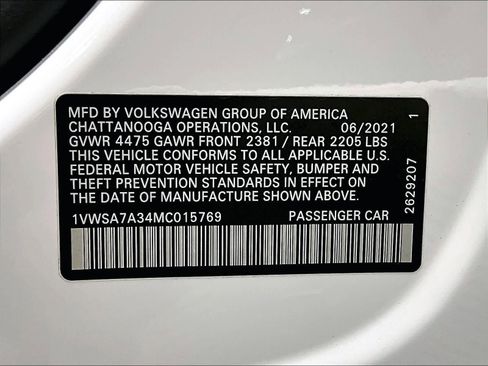 MFD BY VOLKSWAGEN GROUP OF AMERICA
CHATTANOOGA OPERATIONS, LLC. 06/2021
GVWR 4475 GAWR FRONT 2381 / REAR 2205 LBS
THIS VEHICLE CONFORMS TO ALL APPLICABLE U.S.
FEDERAL MOTOR VEHICLE SAFETY, BUMPER AND
THEFT PREVENTION STANDARDS IN EFFECT ON
THE DATE OF MANUFACTURE SHOWN ABOVE.
1VWSA7A34MC015769 PASSENGER CAR
2629207 1